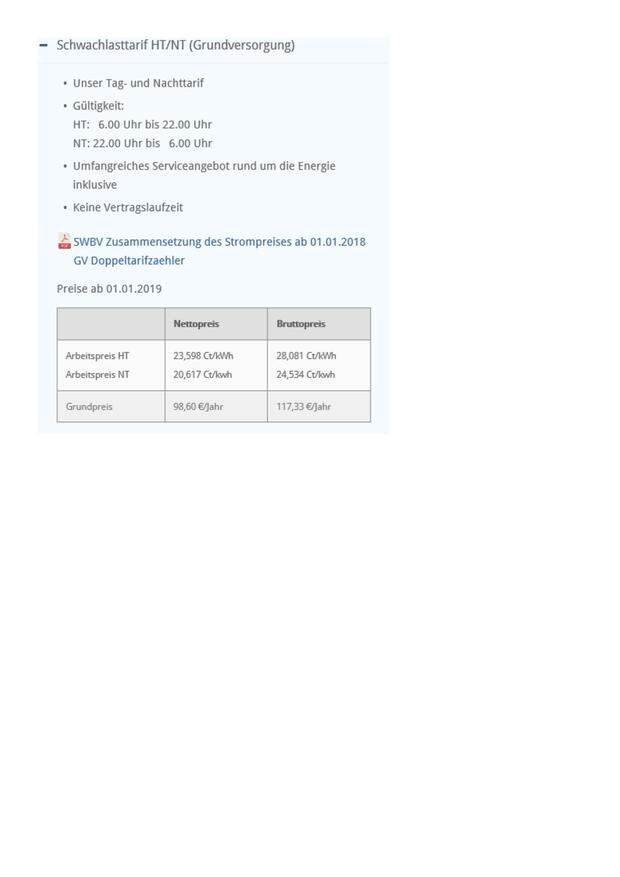 Schwachlasttarif HT/NT (Grundversorgung)
• Unser Tag- und Nachttarif
• Gültigkeit:
HT: 6.00 Uhr bis 22.00 Uhr
NT: 22.00 Uhr bis 6.00 Uhr
• Umfangreiches Serviceangebot rund um die Energie
inklusive
• Keine Vertragslaufzeit
SWBV Zusammensetzung des Strompreises ab 01.01.2018
GV Doppeltarifzaehler
Preise ab 01.01.2019
Nettopreis Bruttopreis
Arbeitspreis HT 23,598 Ct/kWh 28,081 Ct/kWh
Arbeitspreis NT 20,617 Ct/kwh 24,534 Ct/kwh
Grundpreis 98,60 €/Jahr 117,33 €/Jahr